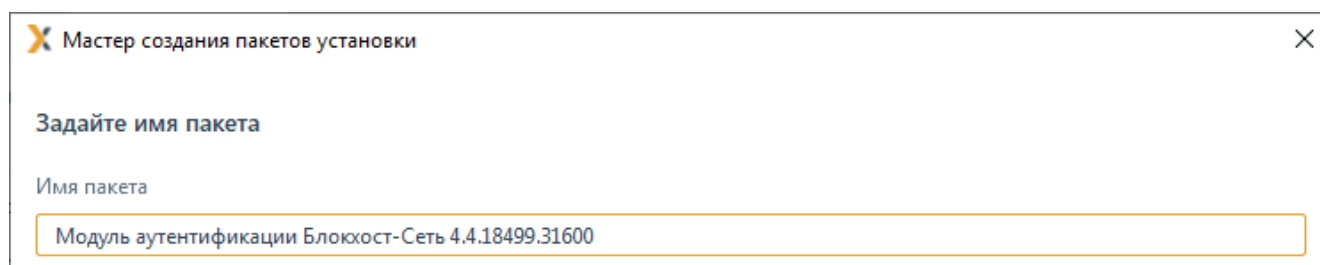 Мастер создания пакетов установки
Задайте имя пакета
Имя пакета
Модуль аутентификации Блокхост-Сеть 4.4.18499.31600